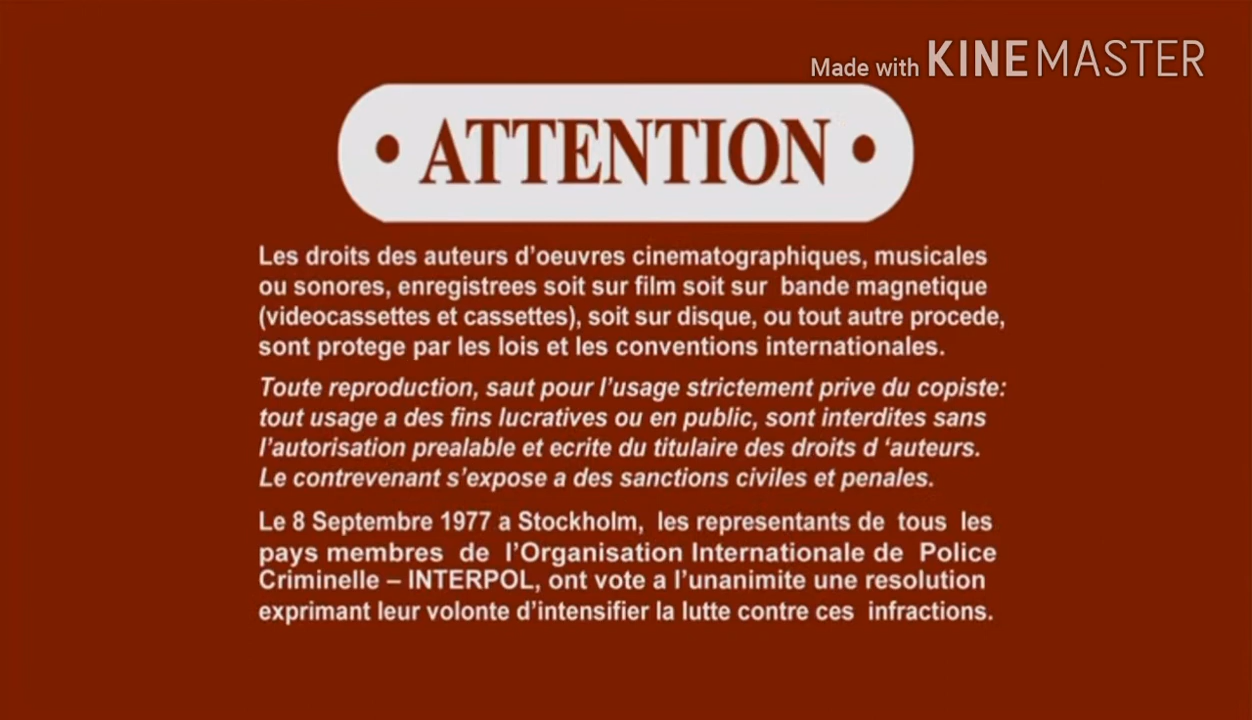 Made with KINEMASTER
• ATTENTION •
Les droits des auteurs d’oeuvres cinematographiques, musicales
ou sonores, enregistrees soit sur film soit sur bande magnetique
(videocassettes et cassettes), soit sur disque, ou tout autre procede,
sont protege par les lois et les conventions internationales.
Toute reproduction, saut pour l’usage strictement prive du copiste:
tout usage a des fins lucratives ou en public, sont interdites sans
l’autorisation prealable et ecrite du titulaire des droits d ‘auteurs.
Le contrevenant s’expose a des sanctions civiles et penales.
Le 8 Septembre 1977 a Stockholm, les representants de tous les
pays membres de l’Organisation Internationale de Police
Criminelle – INTERPOL, ont vote a l’unanimite une resolution
exprimant leur volonte d’intensifier la lutte contre ces infractions.